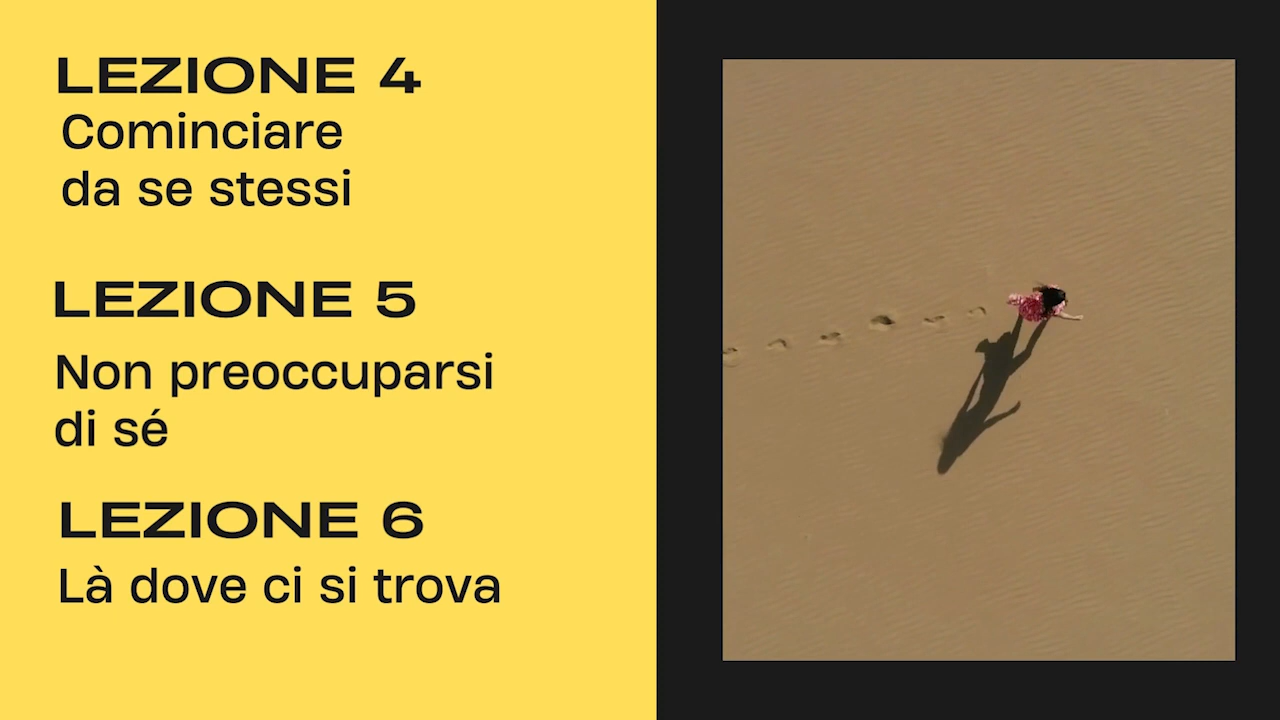 LEZIONE 4
Cominciare
da se stessi
LEZIONE 5
Non preoccuparsi
di sé
LEZIONE 6
Là dove ci si trova